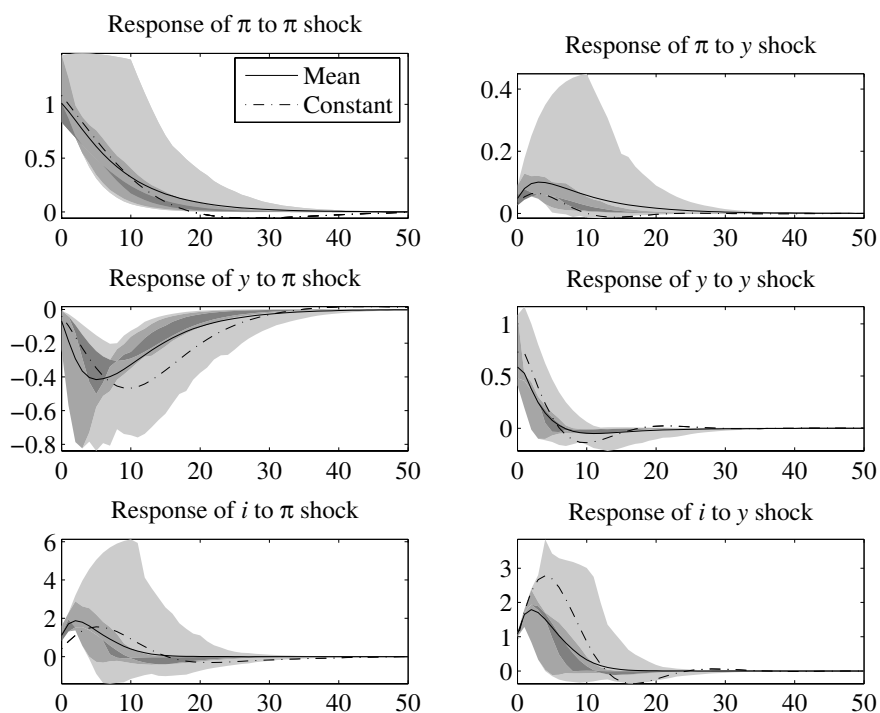 Response of π to π shock
Mean
Constant
1
0.5
0
0 10 20 30 40 50
Response of π to y shock
0.4
0.2
0
0 10 20 30 40 50
Response of y to π shock
0
−0.2
−0.4
−0.6
−0.8
0 10 20 30 40 50
Response of y to y shock
1
0.5
0
0 10 20 30 40 50
Response of i to π shock
6
4
2
0
0 10 20 30 40 50
Response of i to y shock
3
2
1
0
0 10 20 30 40 50